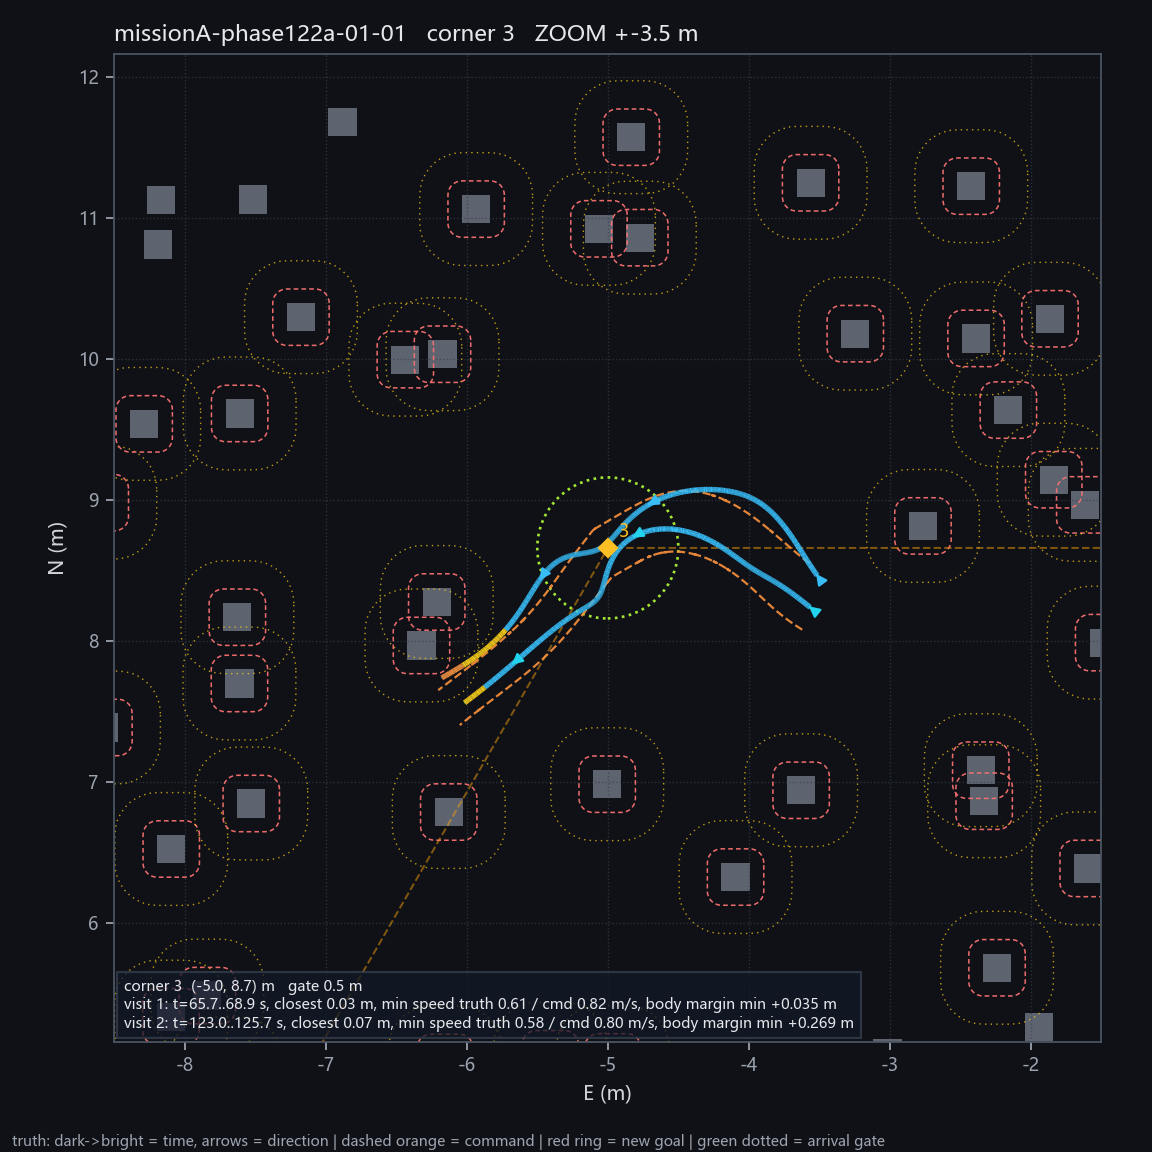 missionA-phase122a-01-01 corner 3 ZOOM +-3.5 m
12
11
10
9
8
7
6
N (m)
3
corner 3 (-5.0, 8.7) m gate 0.5 m
visit 1: t=65.7..68.9 s, closest 0.03 m, min speed truth 0.61 / cmd 0.82 m/s, body margin min +0.035 m
visit 2: t=123.0..125.7 s, closest 0.07 m, min speed truth 0.58 / cmd 0.80 m/s, body margin min +0.269 m
-8 -7 -6 -5 -4 -3 -2
E (m)
truth: dark->bright = time, arrows = direction | dashed orange = command | red ring = new goal | green dotted = arrival gate